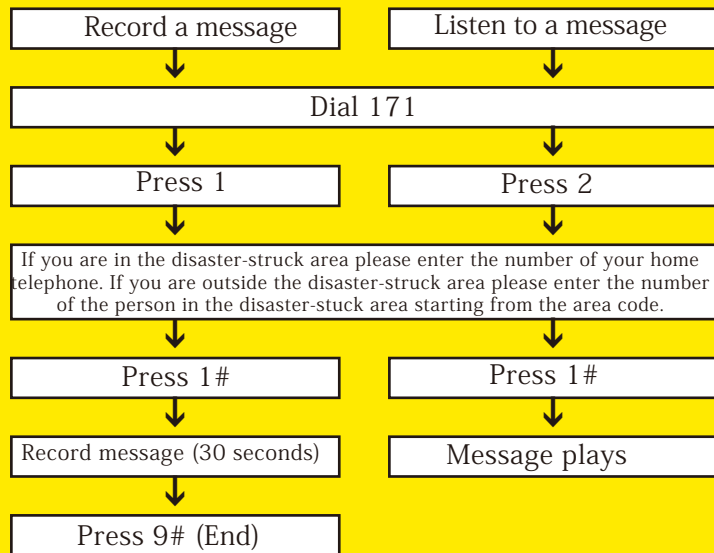 Record a message
Listen to a message
Dial 171
Press 1
Press 2
If you are in the disaster-struck area please enter the number of your home
telephone. If you are outside the disaster-struck area please enter the number
of the person in the disaster-stuck area starting from the area code.
Press 1#
Press 1#
Record message (30 seconds)
Message plays
Press 9# (End)